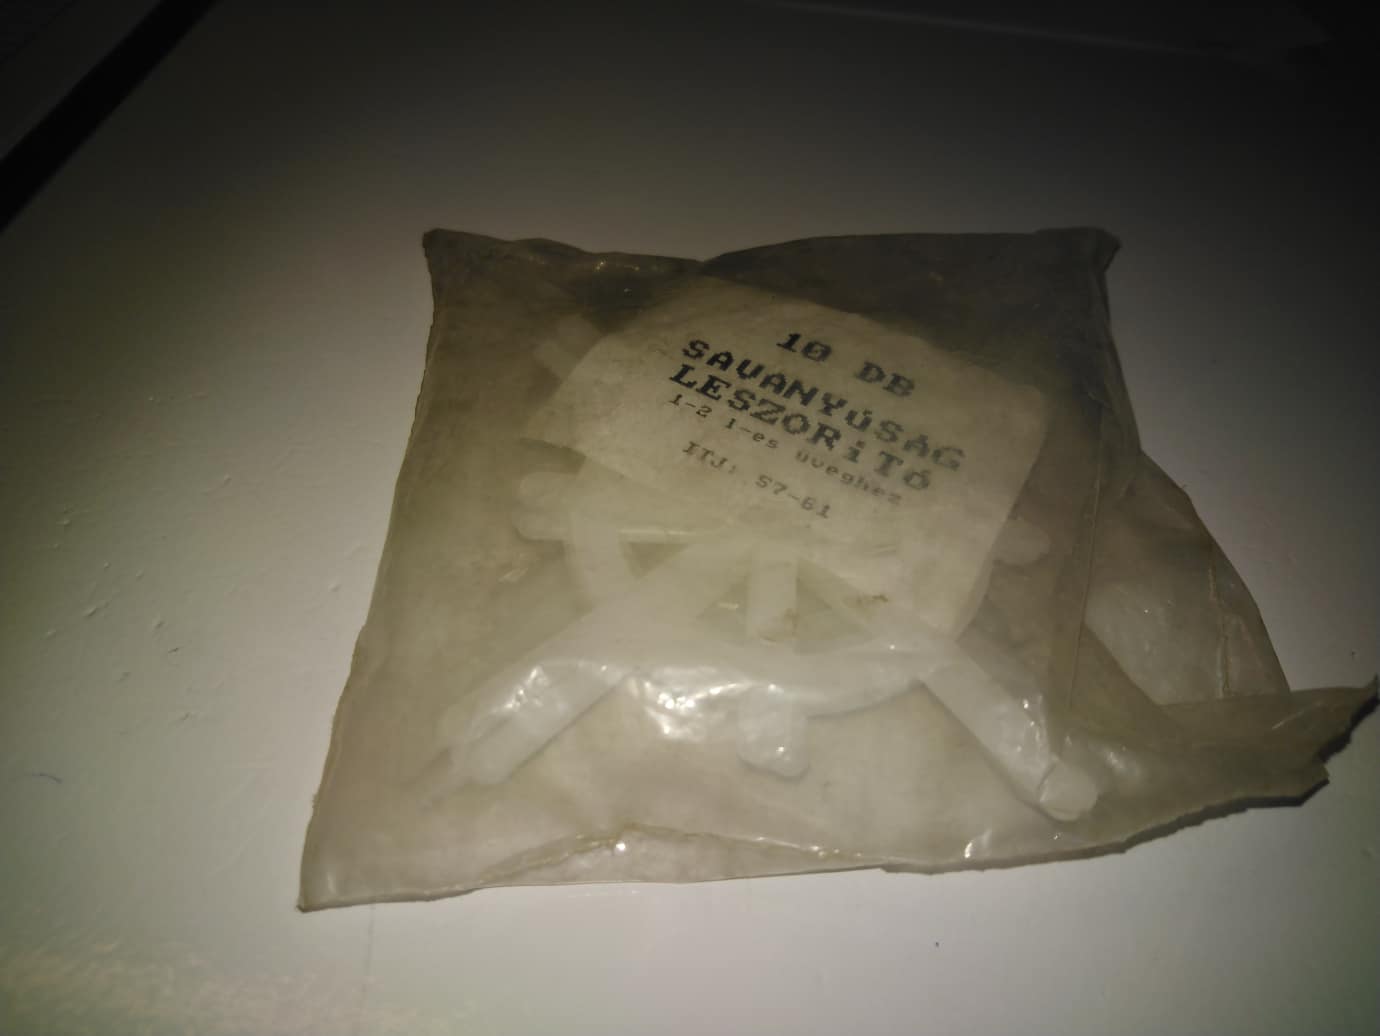 10 DB
SAVANYÚSÁG
LESZORíTÓ
1-2 l-es üveghez
ITJ: 57-61